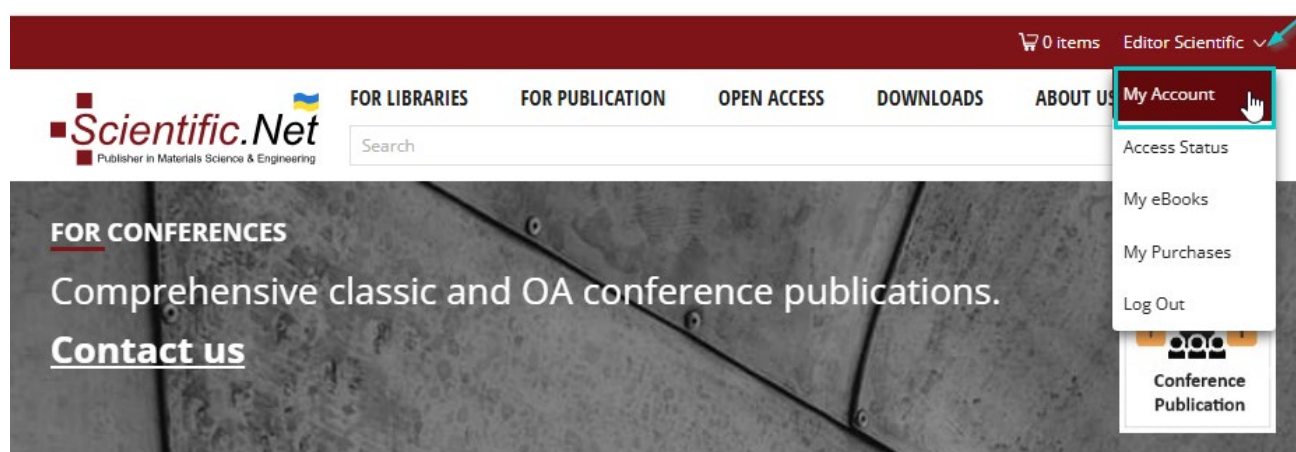 0 items Editor Scientific
FOR LIBRARIES FOR PUBLICATION OPEN ACCESS DOWNLOADS ABOUT US
My Account
Scientific.Net
Publisher in Materials Science & Engineering
Search
Access Status
My eBooks
My Purchases
Log Out
FOR CONFERENCES
Comprehensive classic and OA conference publications.
Contact us
Conference
Publication